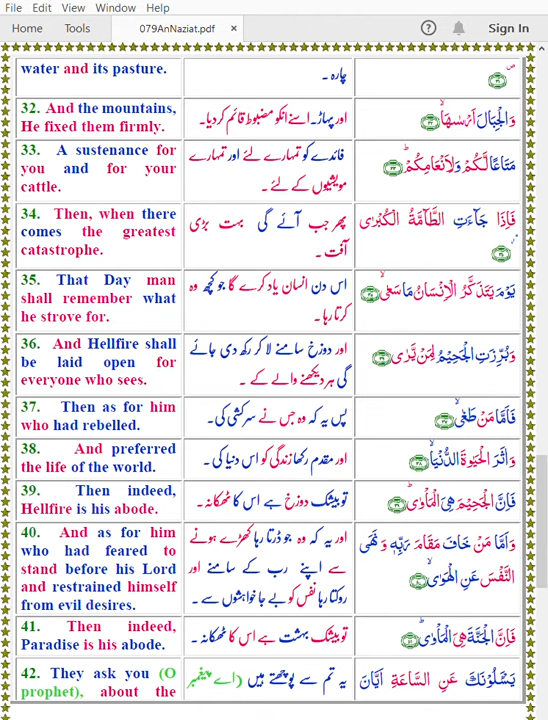 File Edit View Window Help
Home Tools 079AnNaziat.pdf × Sign In
water and its pasture.
چارہ ۔
32. And the mountains,
He fixed them firmly.
اور پہاڑ۔اسنے انکو مضبوط قائم کر دیا۔
وَالْجِبَالَ اَرْسٰىهَا ۙ
33. A sustenance for
you and for your
cattle.
فائدے کو تمہارے لئے اور تمہارے
مویشیوں کے لئے ۔
مَتَاعًا لَّكُمْ وَلِاَنْعَامِكُمْ ؕ
34. Then, when there
comes the greatest
catastrophe.
پھر جب آئے گی بہت بڑی
آفت ۔
فَاِذَا جَآءَتِ الطَّآمَّةُ الْكُبْرٰى
35. That Day man
shall remember what
he strove for.
اس دن انسان یاد کرے گا جو کچھ وہ
کرتا رہا ۔
يَوْمَ يَتَذَكَّرُ الْاِنْسَانُ مَا سَعٰى ۙ
36. And Hellfire shall
be laid open for
everyone who sees.
اور دوزخ سامنے لا کر رکھ دی جائے
گی ہر دیکھنے والے کے ۔
وَبُرِّزَتِ الْجَحِيْمُ لِمَنْ يَّرٰى
37. Then as for him
who had rebelled.
پس یہ کہ وہ جس نے سرکشی کی۔
فَاَمَّا مَنْ طَغٰى ۙ
38. And preferred
the life of the world.
اور مقدم رکھا زندگی کو اس دنیا کی ۔
وَاٰثَرَ الْحَيٰوةَ الدُّنْيَا ۙ
39. Then indeed,
Hellfire is his abode.
تو بیشک دوزخ ہے اس کا ٹھکانہ۔
فَاِنَّ الْجَحِيْمَ هِىَ الْمَاْوٰى ؕ
40. And as for him
who had feared to
stand before his Lord
and restrained himself
from evil desires.
اور یہ کہ وہ جو ڈرتا رہا کھڑے ہونے
سے اپنے رب کے سامنے اور
روکتا رہا نفس کو بے جا خواہشوں سے ۔
وَاَمَّا مَنْ خَافَ مَقَامَ رَبِّهٖ وَ نَهَى
النَّفْسَ عَنِ الْهَوٰى ۙ
41. Then indeed,
Paradise is his abode.
تو بیشک بہشت ہے اس کا ٹھکانہ۔
فَاِنَّ الْجَنَّةَ هِىَ الْمَاْوٰى ؕ
42. They ask you (O
prophet), about the
یہ تم سے پوچھتے ہیں (اے پیغمبر
يَسْـَٔلُوْنَكَ عَنِ السَّاعَةِ اَيَّانَ